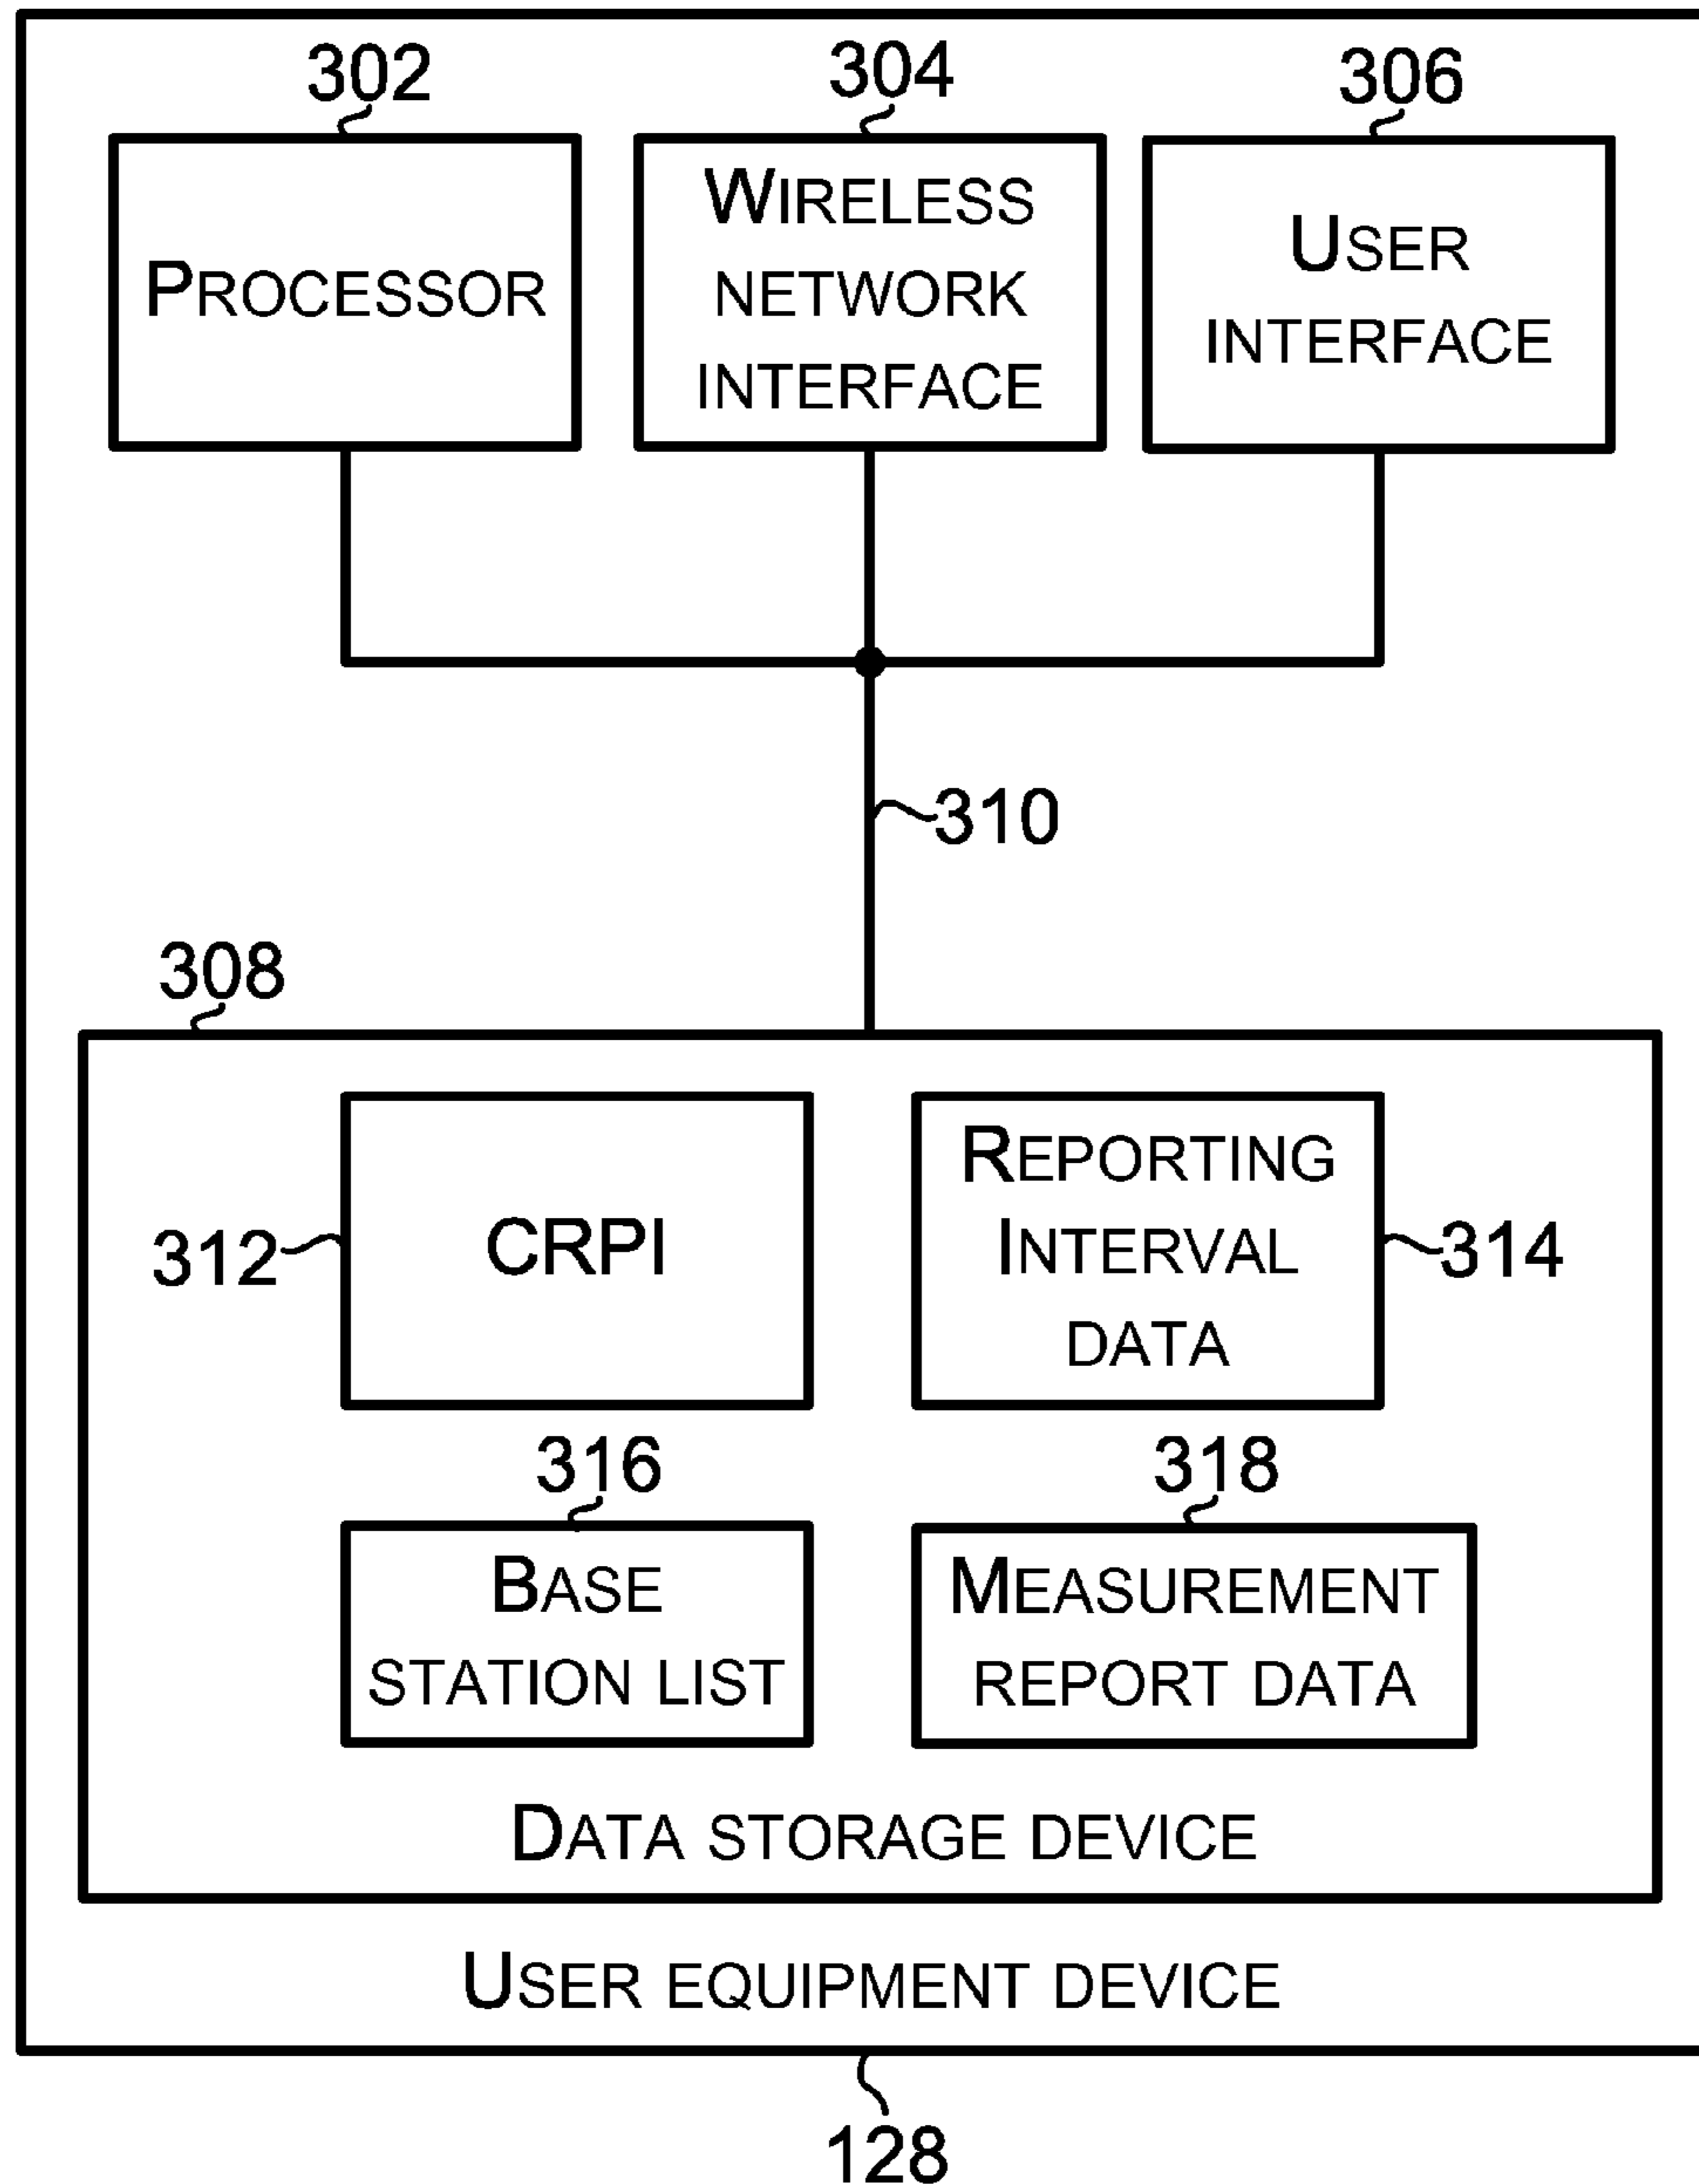 302
304
306
PROCESSOR
WIRELESS
NETWORK
INTERFACE
USER
INTERFACE
310
308
312
CRPI
REPORTING
INTERVAL
DATA
314
316
318
BASE
STATION LIST
MEASUREMENT
REPORT DATA
DATA STORAGE DEVICE
USER EQUIPMENT DEVICE
128